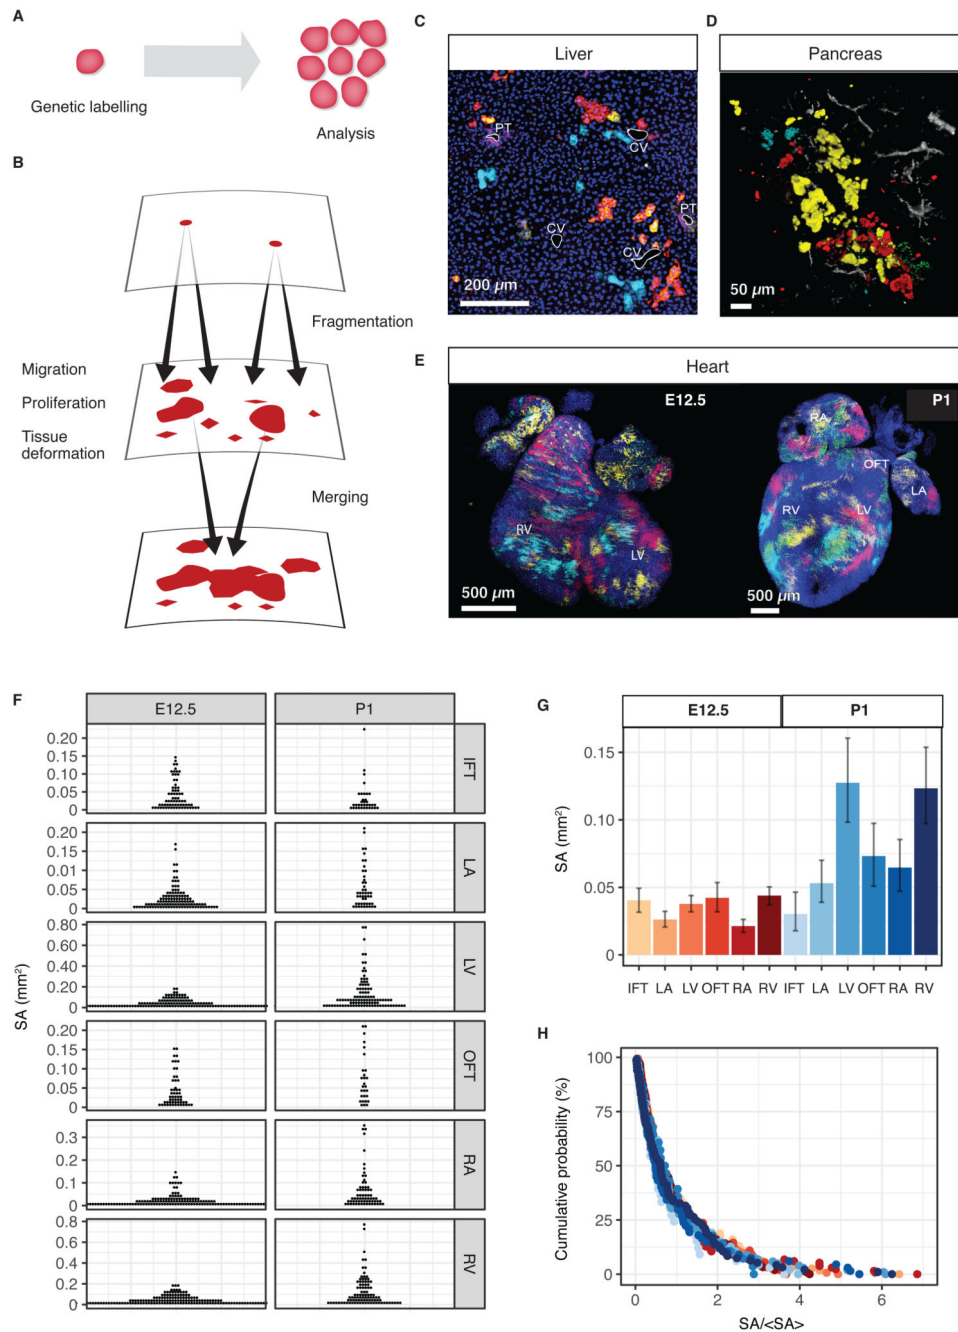 A
Genetic labelling
Analysis
B
Fragmentation
Migration
Proliferation
Tissue
deformation
Merging
C
Liver
PT
CV
PT
CV
CV
200 µm
D
Pancreas
50 µm
E
Heart
E12.5
RV
LV
500 µm
P1
RA
OFT
LA
RV
LV
500 µm
F
E12.5
P1
SA (mm²)
0.20
0.15
0.10
0.05
0
IFT
0.20
0.15
0.01
0.05
0
LA
0.80
0.40
0.20
0
LV
0.20
0.15
0.10
0.05
0
OFT
0.3
0.2
0.1
0
RA
0.8
0.6
0.4
0.2
0
RV
G
E12.5
P1
SA (mm²)
0.15
0.10
0.05
0
IFT LA LV OFT RA RV IFT LA LV OFT RA RV
H
Cumulative probability (%)
100
75
50
25
0
0 2 4 6
SA/<SA>